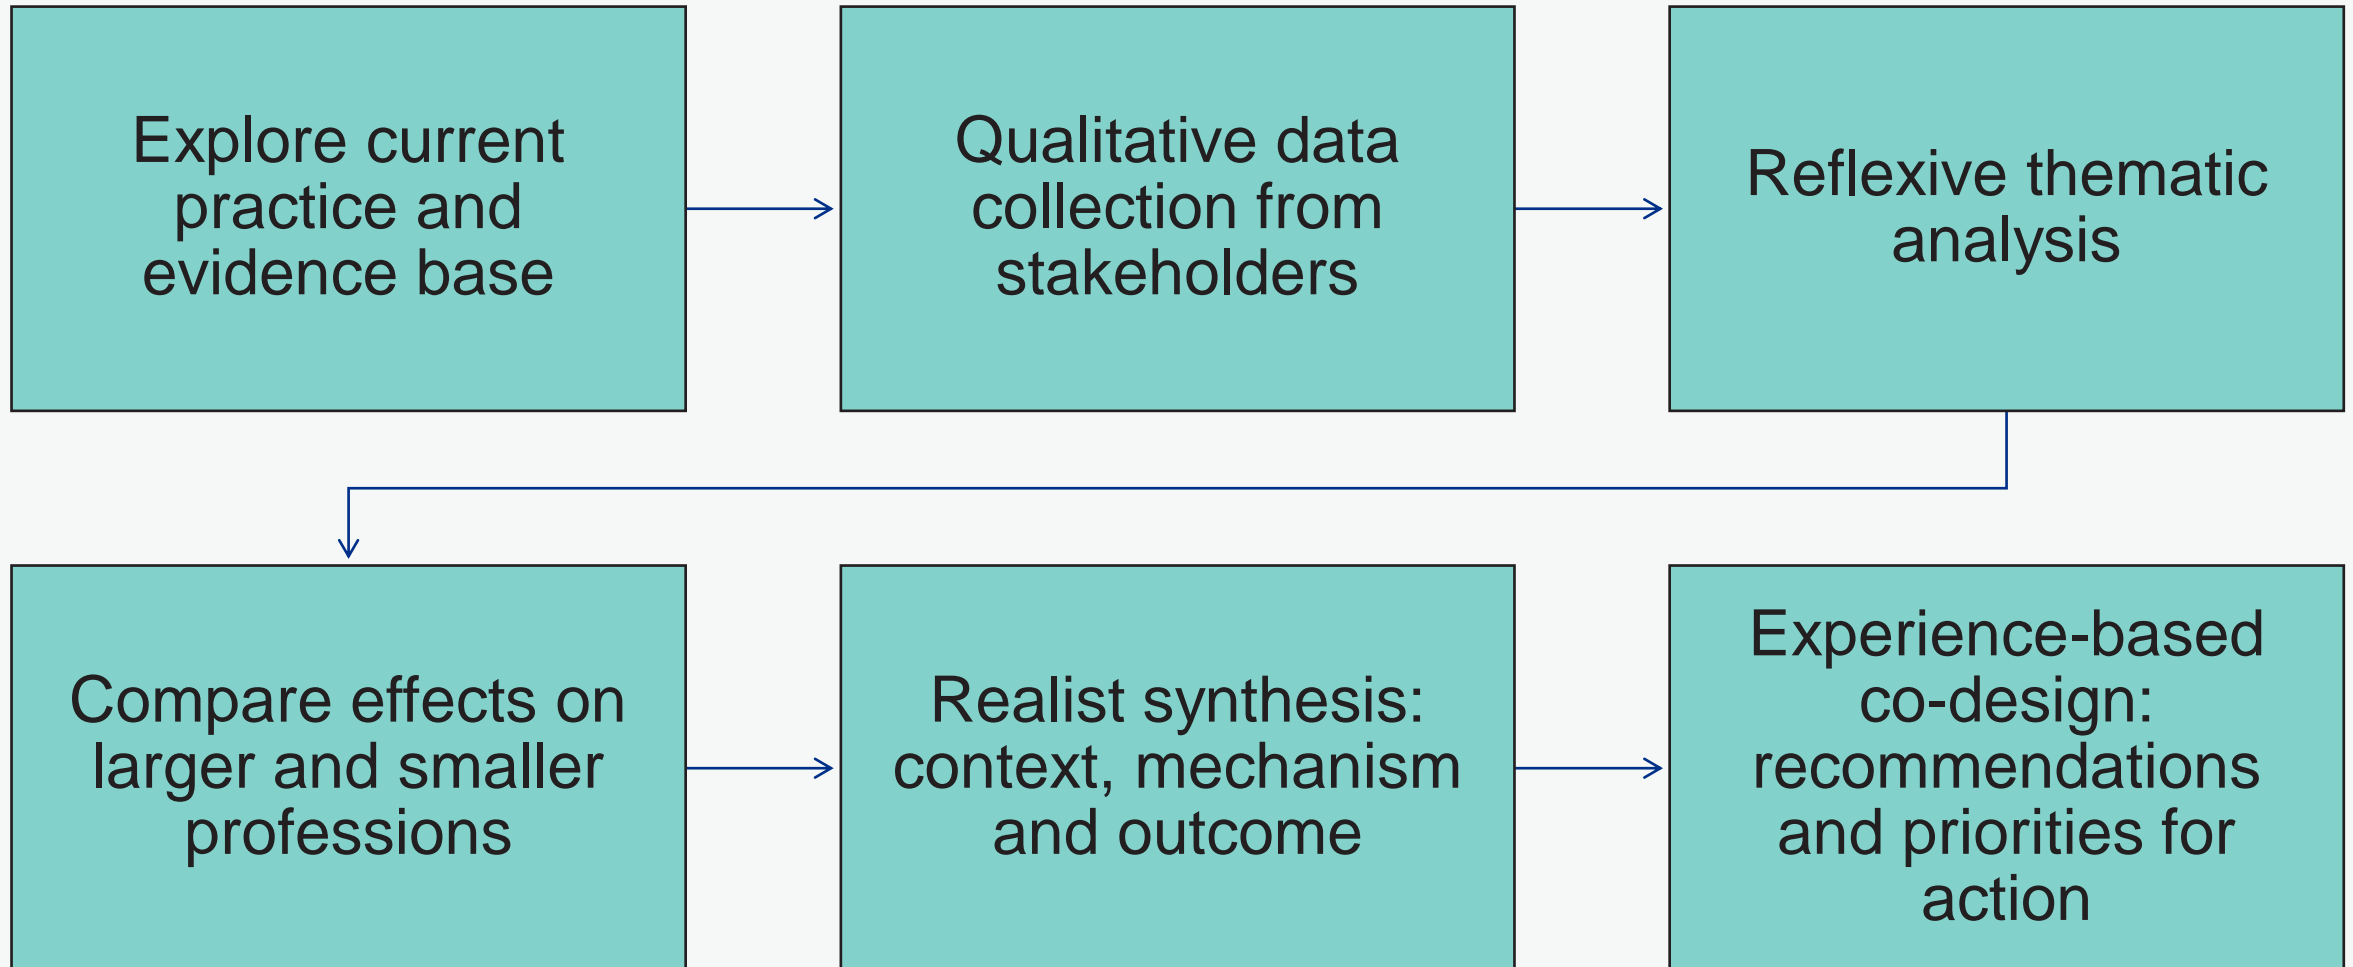 Explore current
practice and
evidence base
Qualitative data
collection from
stakeholders
Reflexive thematic
analysis
Compare effects on
larger and smaller
professions
Realist synthesis:
context, mechanism
and outcome
Experience-based
co-design:
recommendations
and priorities for
action